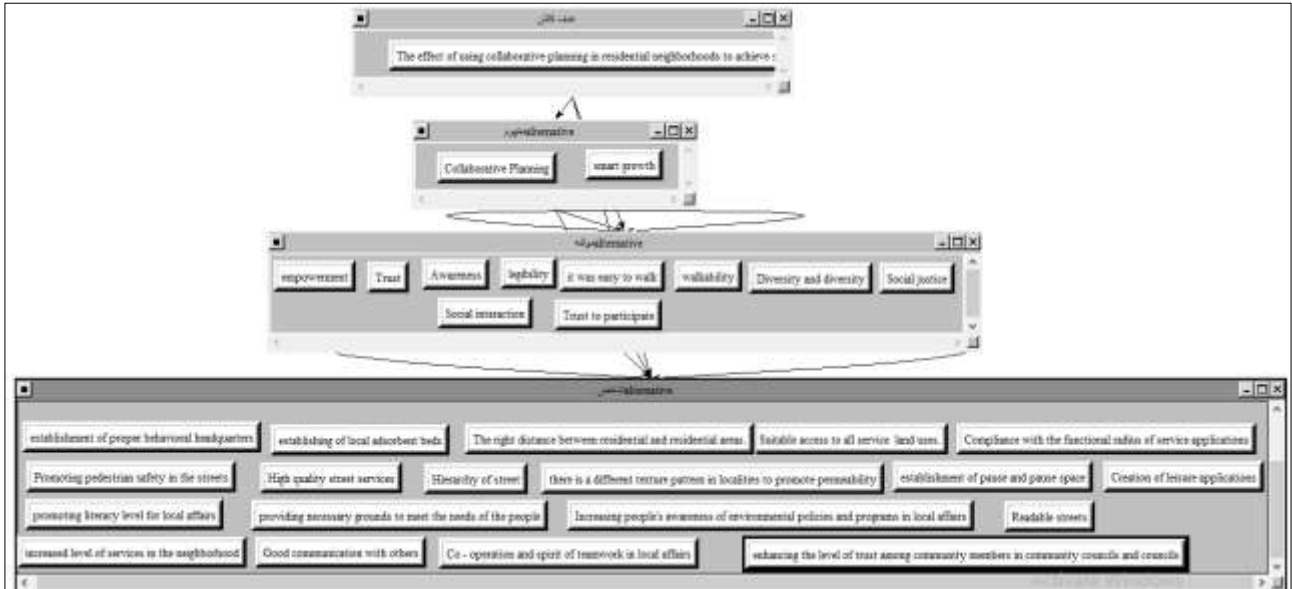 The effect of using collaborative planning in residential neighborhoods to achieve
alternative
Collaborative Planning smart growth
alternative
empowerment Trust Awareness legibility it was easy to walk walkability Diversity and diversity Social justice
Social interaction Trust to participate
alternative
establishment of proper behavioral headquarters establishing of local adsorbent beds The right distance between residential and residential areas. Suitable access to all service land uses. Compliance with the functional radius of service applications
Promoting pedestrian safety in the streets High quality street services Hierarchy of street there is a different texture pattern in localities to promote permeability establishment of pause and pause space Creation of leisure applications
promoting literacy level for local affairs providing necessary grounds to meet the needs of the people Increasing people's awareness of environmental policies and programs in local affairs Readable streets
increased level of services in the neighborhood Good communication with others Co - operation and spirit of teamwork in local affairs enhancing the level of trust among community members in community councils and councils
Activate Windows